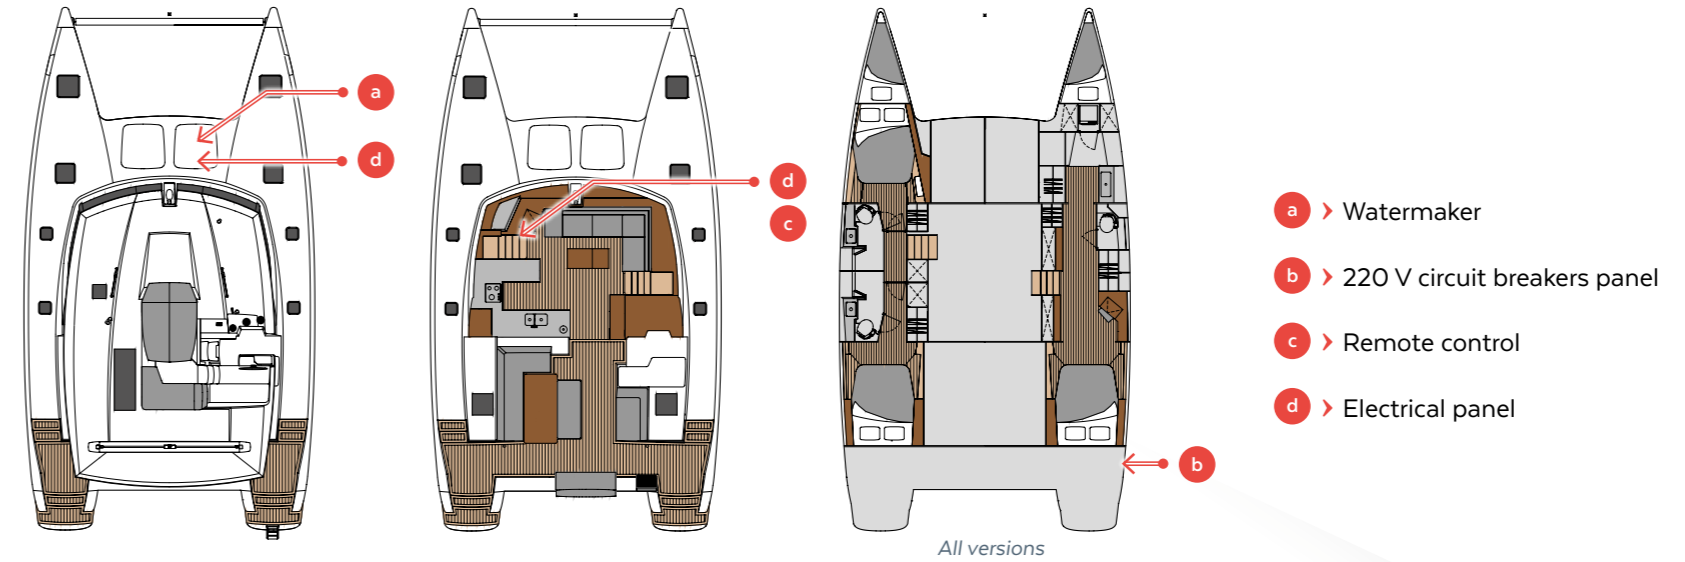 a
d
d
c
b
All versions
a › Watermaker
b › 220 V circuit breakers panel
c › Remote control
d › Electrical panel